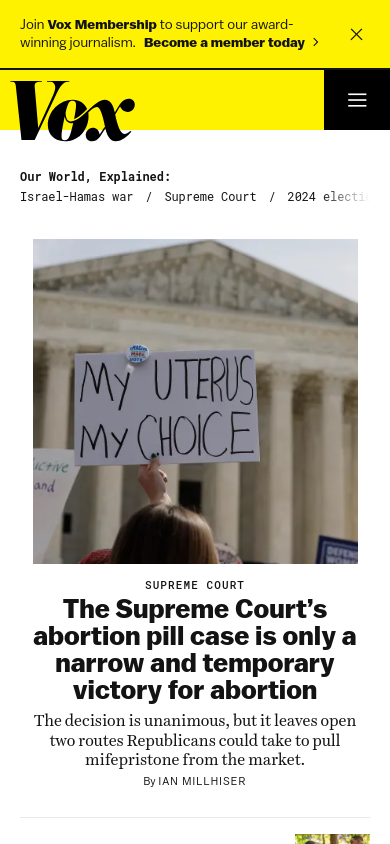 Join Vox Membership to support our award-
winning journalism. Become a member today
Vox
Our World, Explained:
Israel-Hamas war / Supreme Court / 2024 electi
MY UTERUS
MY CHOICE
and
DEFEND
SUPREME COURT
The Supreme Court’s
abortion pill case is only a
narrow and temporary
victory for abortion
The decision is unanimous, but it leaves open
two routes Republicans could take to pull
mifepristone from the market.
By IAN MILLHISER